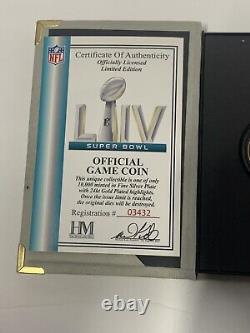 NFL
Certificate Of Authenticity
Officially Licensed
Limited Edition
LIV
SUPER BOWL
OFFICIAL
GAME COIN
This unique collectible is one of only
10,000 minted in Fine Silver Plate
with 24kt Gold Plated highlights.
Once the issue limit is reached,
the original dies will be destroyed.
Registration # 03432
HM